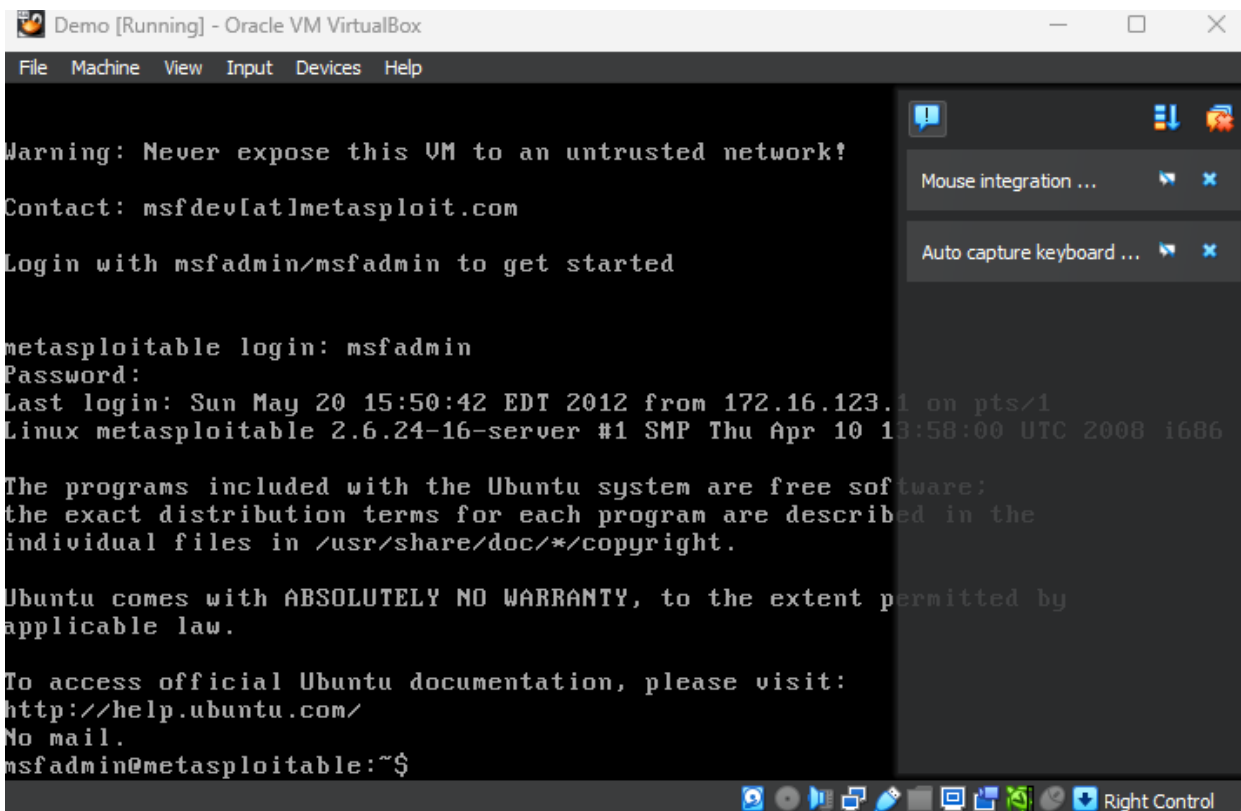 Demo [Running] - Oracle VM VirtualBox
File Machine View Input Devices Help
Warning: Never expose this VM to an untrusted network!
Contact: msfdev[at]metasploit.com
Login with msfadmin/msfadmin to get started
metasploitable login: msfadmin
Password:
Last login: Sun May 20 15:50:42 EDT 2012 from 172.16.123.1 on pts/1
Linux metasploitable 2.6.24-16-server #1 SMP Thu Apr 10 13:58:00 UTC 2008 i686
The programs included with the Ubuntu system are free software;
the exact distribution terms for each program are described in the
individual files in /usr/share/doc/*/copyright.
Ubuntu comes with ABSOLUTELY NO WARRANTY, to the extent permitted by
applicable law.
To access official Ubuntu documentation, please visit:
http://help.ubuntu.com/
No mail.
msfadmin@metasploitable:~$
Mouse integration ...
Auto capture keyboard ...
Right Control